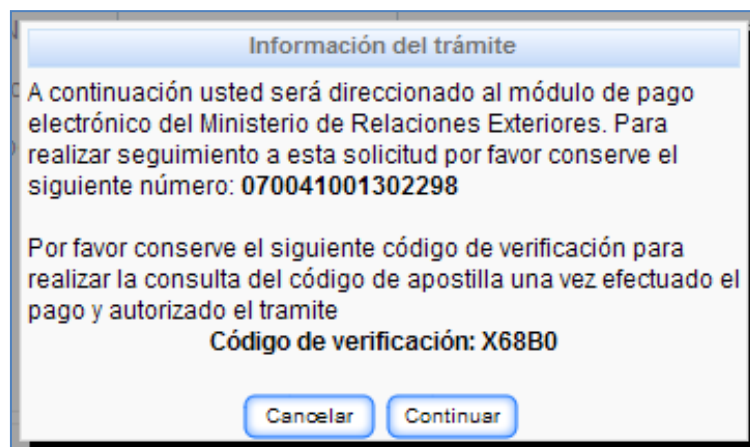 Información del trámite
A continuación usted será direccionado al módulo de pago
electrónico del Ministerio de Relaciones Exteriores. Para
realizar seguimiento a esta solicitud por favor conserve el
siguiente número: 070041001302298
Por favor conserve el siguiente código de verificación para
realizar la consulta del código de apostilla una vez efectuado el
pago y autorizado el tramite
Código de verificación: X68B0
Cancelar Continuar